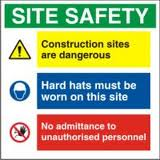 SITE SAFETY
Construction sites
are dangerous
Hard hats must be
worn on this site
No admittance to
unauthorised personnel